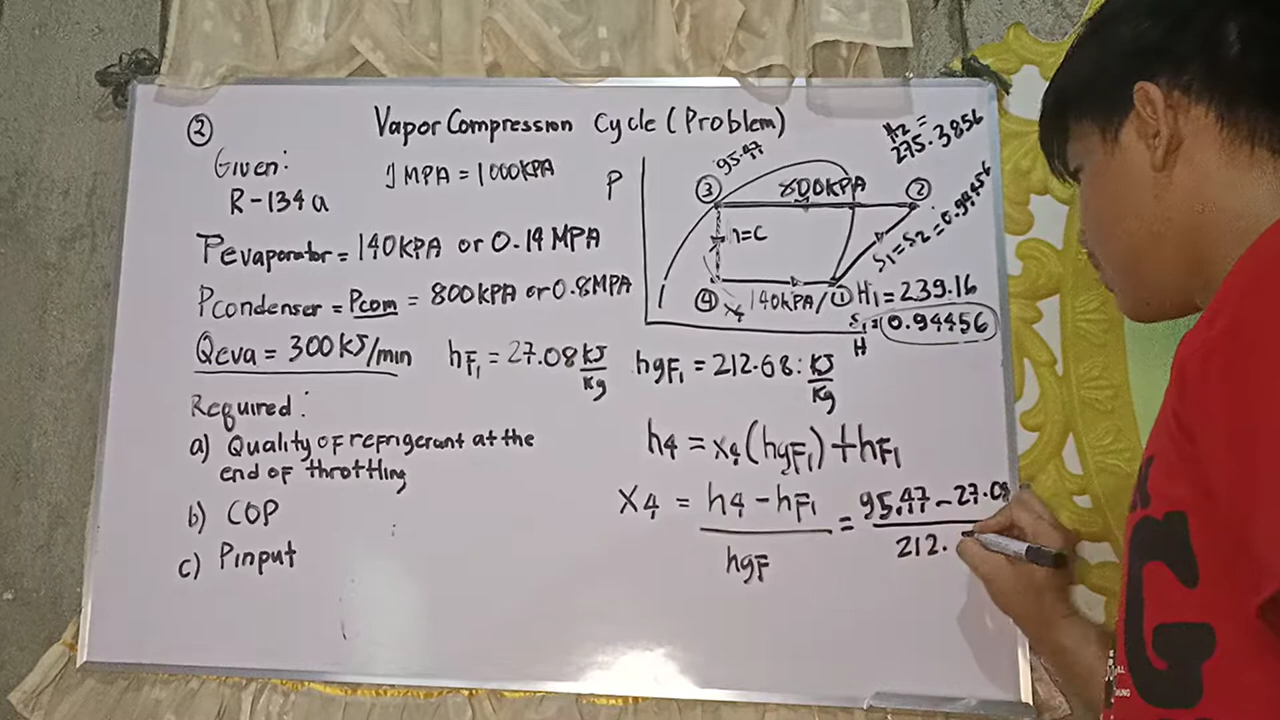 ② Vapor Compression Cycle (Problem)
Given:
R-134a
1 MPA = 1000KPA
Pevaporator = 140KPA or 0.14 MPA
Pcondenser = Pcom = 800KPA or 0.8MPA
Qeva = 300KJ/min
hF₁ = 27.08 KJ/Kg
hgF₁ = 212.68: KJ/Kg
Required:
a) Quality of refrigerant at the
end of throttling
b) COP
c) Pinput
P
③
95.47
800KPA
②
H2 =
275.3856
S1=S2=0.94456
h=C
④
X4
140KPA
① H1=239.16
S1=(0.94456
H
h4 = X4(hgF₁)+hF₁
X4 = h4 - hF₁ / hgF = 95.47-27.08 / 212.
G